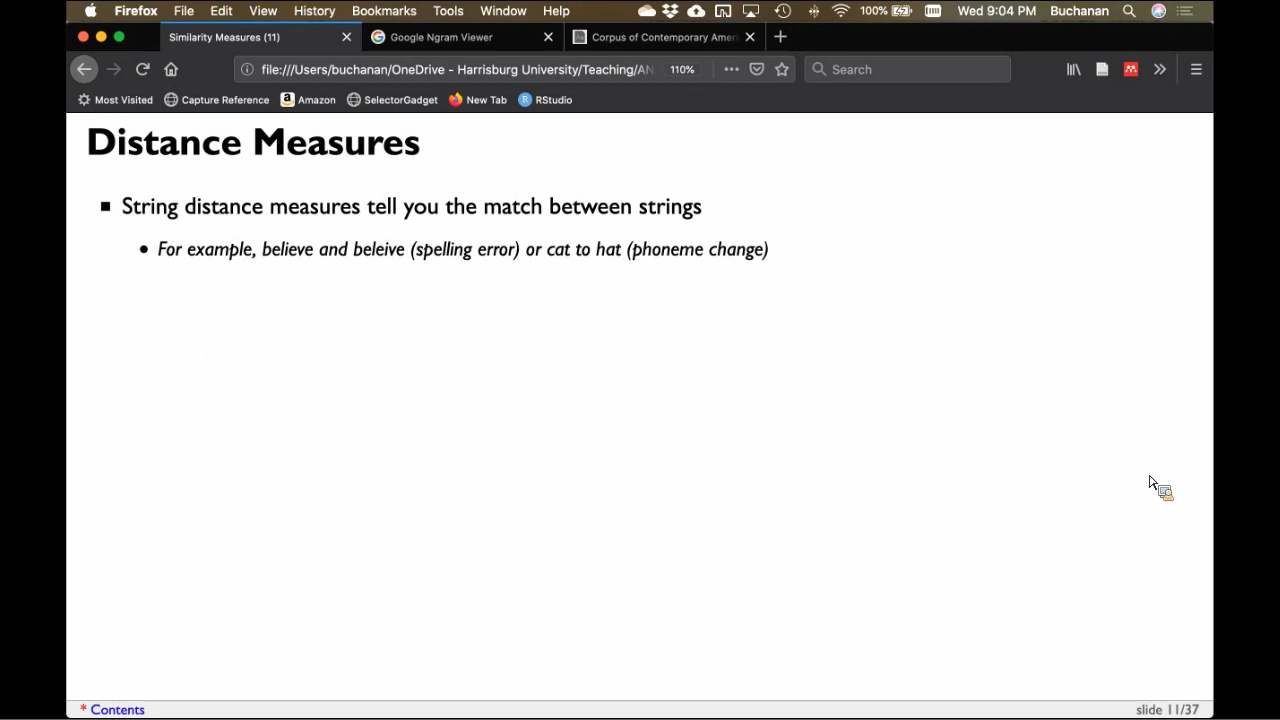 Firefox File Edit View History Bookmarks Tools Window Help 100% Wed 9:04 PM Buchanan
Similarity Measures (11) Google Ngram Viewer Corpus of Contemporary Ameri
file:///Users/buchanan/OneDrive - Harrisburg University/Teaching/AN 110% Search
Most Visited Capture Reference Amazon SelectorGadget New Tab RStudio
Distance Measures
String distance measures tell you the match between strings
For example, believe and beleive (spelling error) or cat to hat (phoneme change)
* Contents slide 11/37